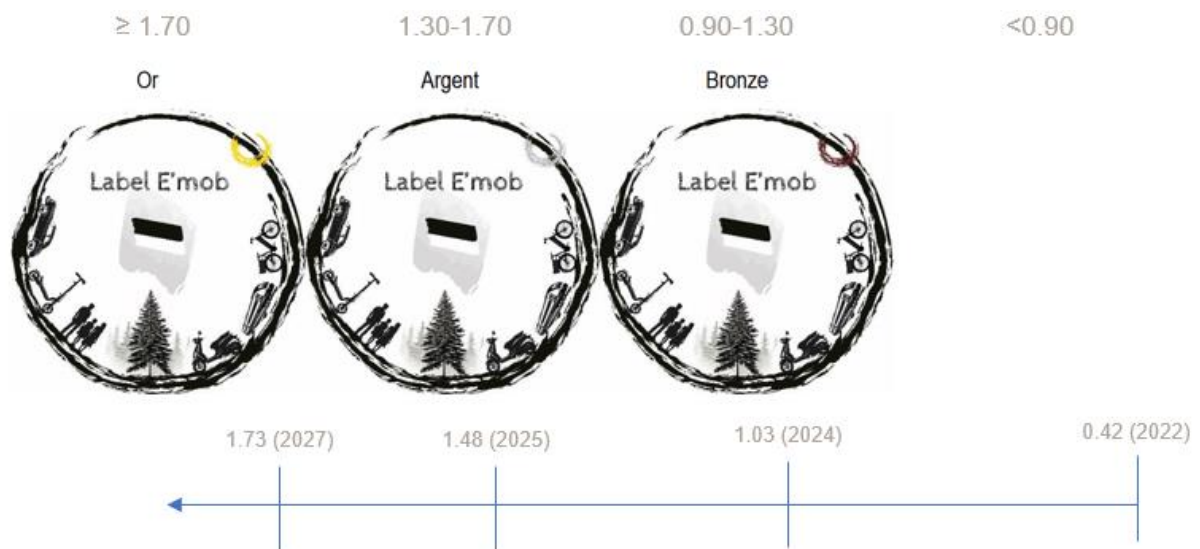 ≥ 1.70 1.30-1.70 0.90-1.30 <0.90
Or Argent Bronze
Label E'mob Label E'mob Label E'mob
1.73 (2027) 1.48 (2025) 1.03 (2024) 0.42 (2022)